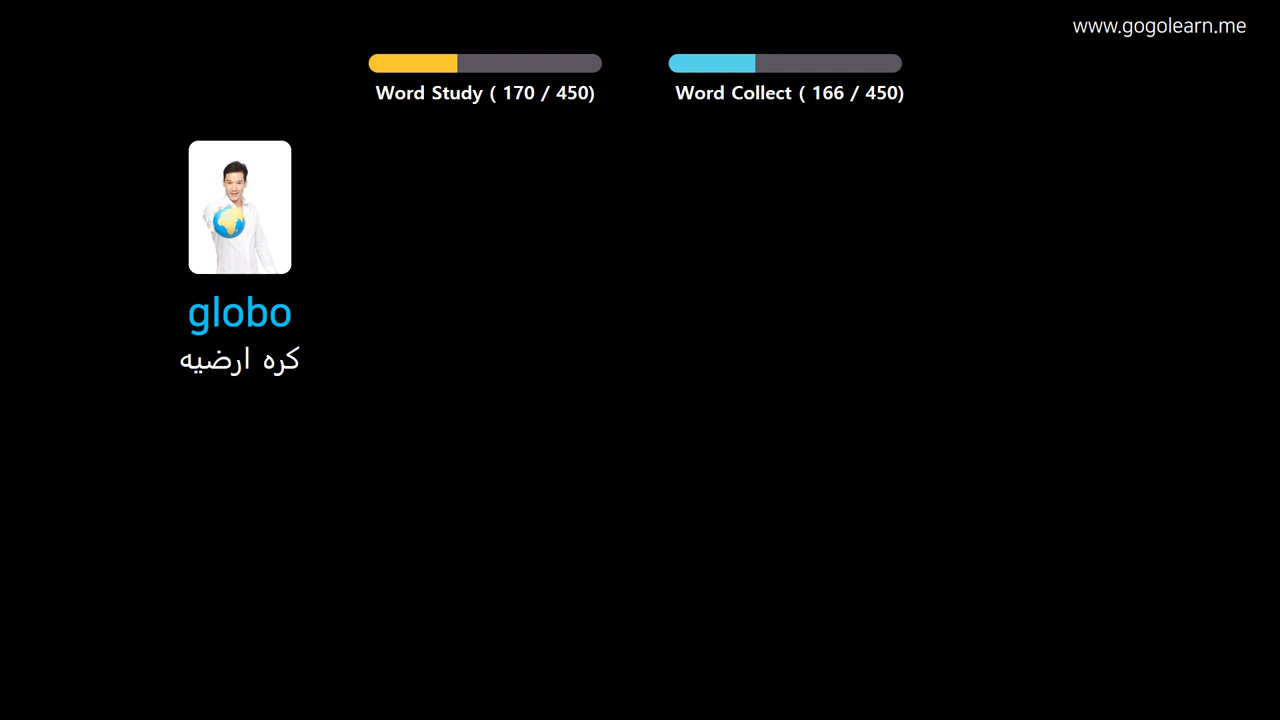 www.gogolearn.me
Word Study ( 170 / 450)
Word Collect ( 166 / 450)
globo
کره ارضیه